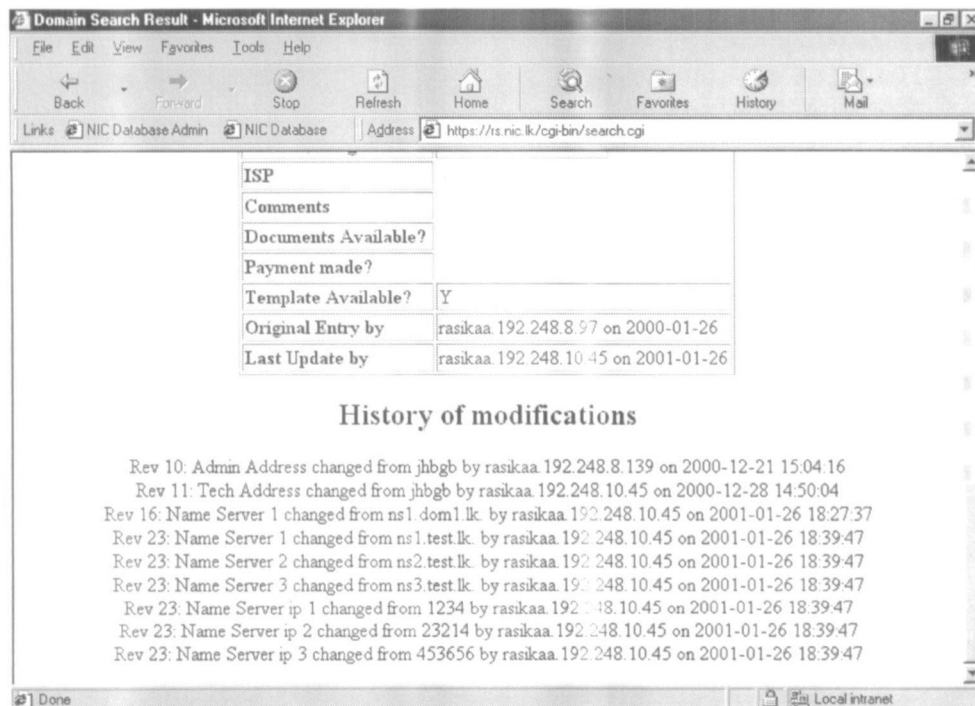 Domain Search Result - Microsoft Internet Explorer
File Edit View Favorites Tools Help
Back Forward Stop Refresh Home Search Favorites History Mail
Links NIC Database Admin NIC Database Address https://rs.nic.lk/cgi-bin/search.cgi
ISP
Comments
Documents Available?
Payment made?
Template Available? Y
Original Entry by rasikaa.192.248.8.97 on 2000-01-26
Last Update by rasikaa.192.248.10.45 on 2001-01-26
History of modifications
Rev 10: Admin Address changed from jhbgb by rasikaa.192.248.8.139 on 2000-12-21 15:04:16
Rev 11: Tech Address changed from jhbgb by rasikaa.192.248.10.45 on 2000-12-28 14:50:04
Rev 16: Name Server 1 changed from ns1.dom1.lk. by rasikaa.192.248.10.45 on 2001-01-26 18:27:37
Rev 23: Name Server 1 changed from ns1.test.lk. by rasikaa.192.248.10.45 on 2001-01-26 18:39:47
Rev 23: Name Server 2 changed from ns2.test.lk. by rasikaa.192.248.10.45 on 2001-01-26 18:39:47
Rev 23: Name Server 3 changed from ns3.test.lk. by rasikaa.192.248.10.45 on 2001-01-26 18:39:47
Rev 23: Name Server ip 1 changed from 1234 by rasikaa.192.248.10.45 on 2001-01-26 18:39:47
Rev 23: Name Server ip 2 changed from 23214 by rasikaa.192.248.10.45 on 2001-01-26 18:39:47
Rev 23: Name Server ip 3 changed from 453656 by rasikaa.192.248.10.45 on 2001-01-26 18:39:47
Done Local intranet